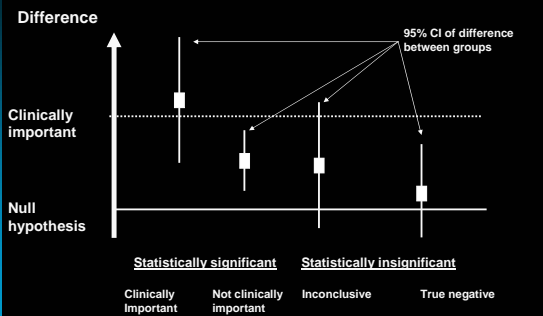 Difference
95% CI of difference
between groups
Clinically
important
Null
hypothesis
Statistically significant
Statistically insignificant
Clinically
Important
Not clinically
important
Inconclusive
True negative